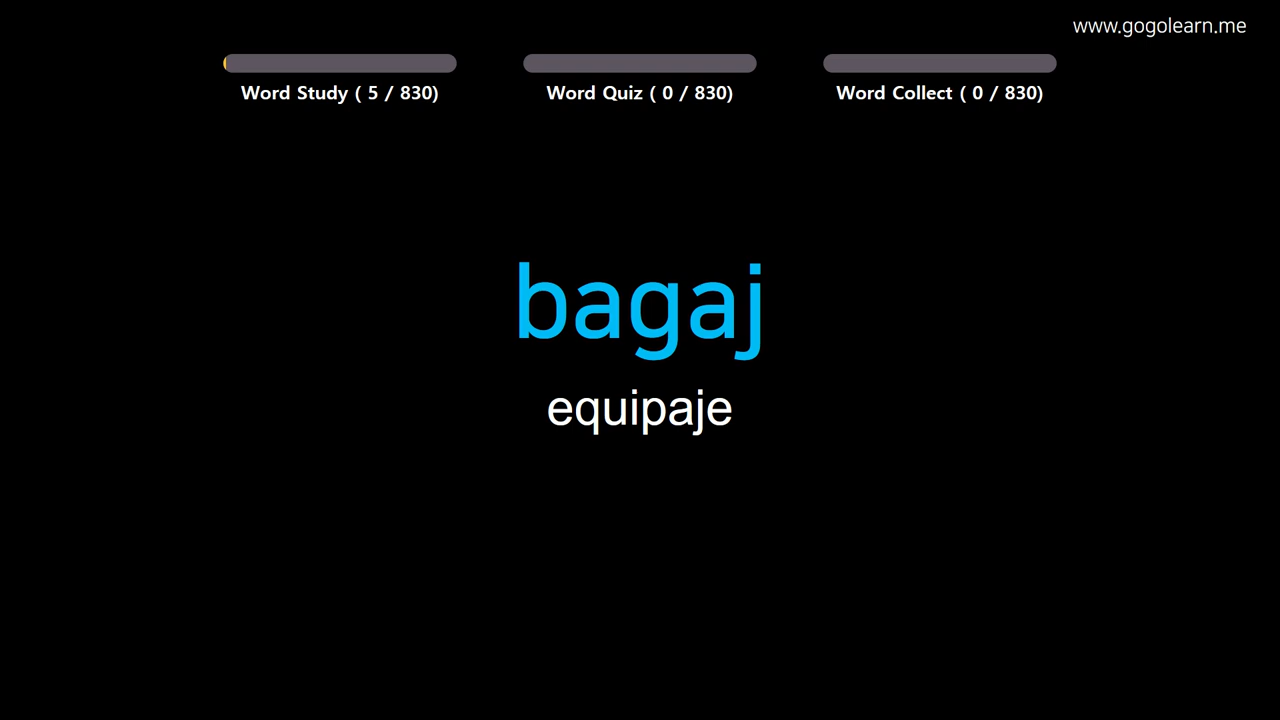 www.gogolearn.me
Word Study ( 5 / 830)
Word Quiz ( 0 / 830)
Word Collect ( 0 / 830)
bagaj
equipaje